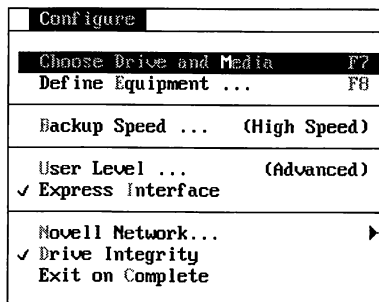 Configure
Choose Drive and Media F7
Define Equipment ... F8
Backup Speed ... (High Speed)
User Level ... (Advanced)
✓ Express Interface
Novell Network... ▶
✓ Drive Integrity
Exit on Complete